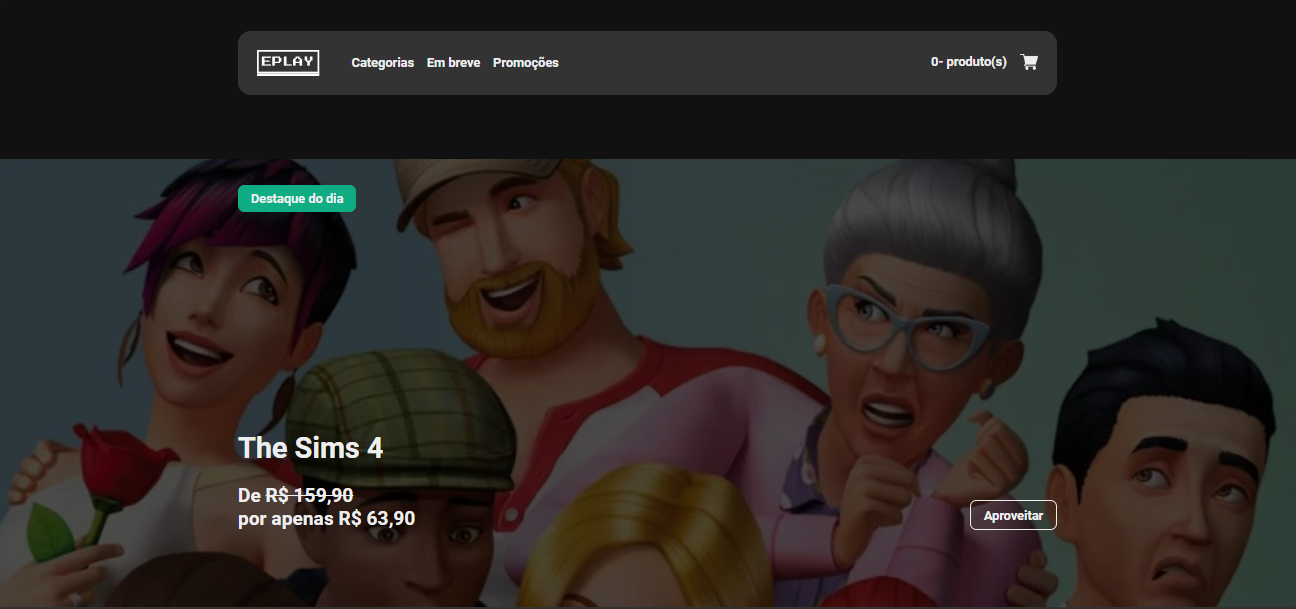 EPLAY
Categorias Em breve Promoções
0- produto(s)
Destaque do dia
The Sims 4
De R$ 159,90
por apenas R$ 63,90
Aproveitar